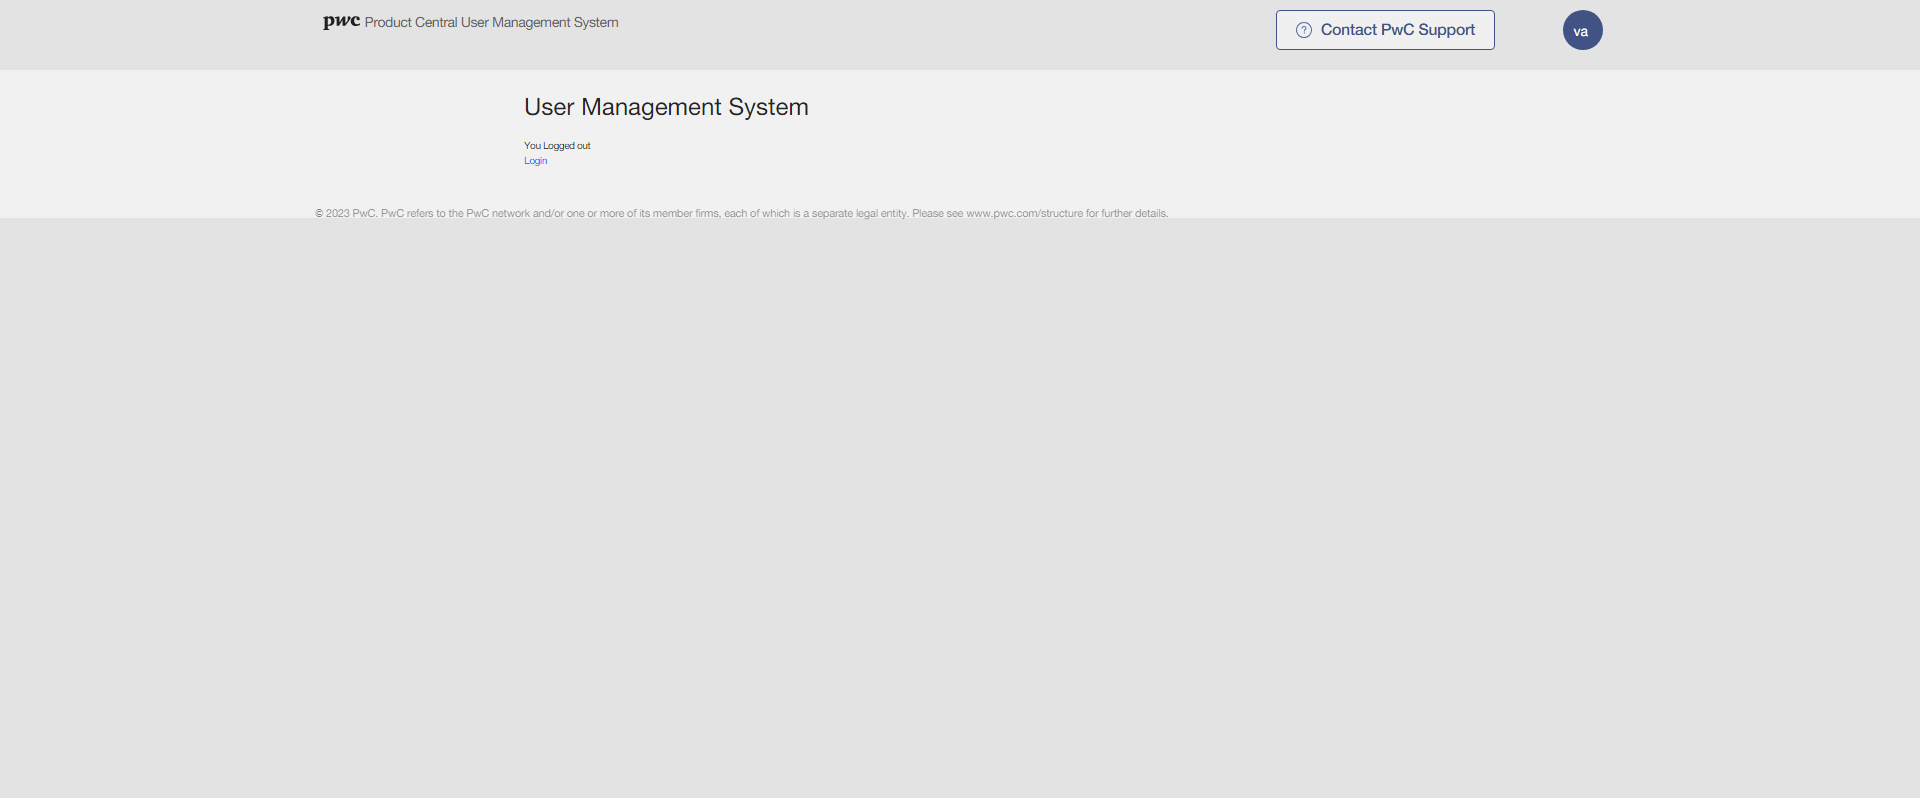 pwc Product Central User Management System
? Contact PwC Support
va
User Management System
You Logged out
Login
© 2023 PwC. PwC refers to the PwC network and/or one or more of its member firms, each of which is a separate legal entity. Please see www.pwc.com/structure for further details.